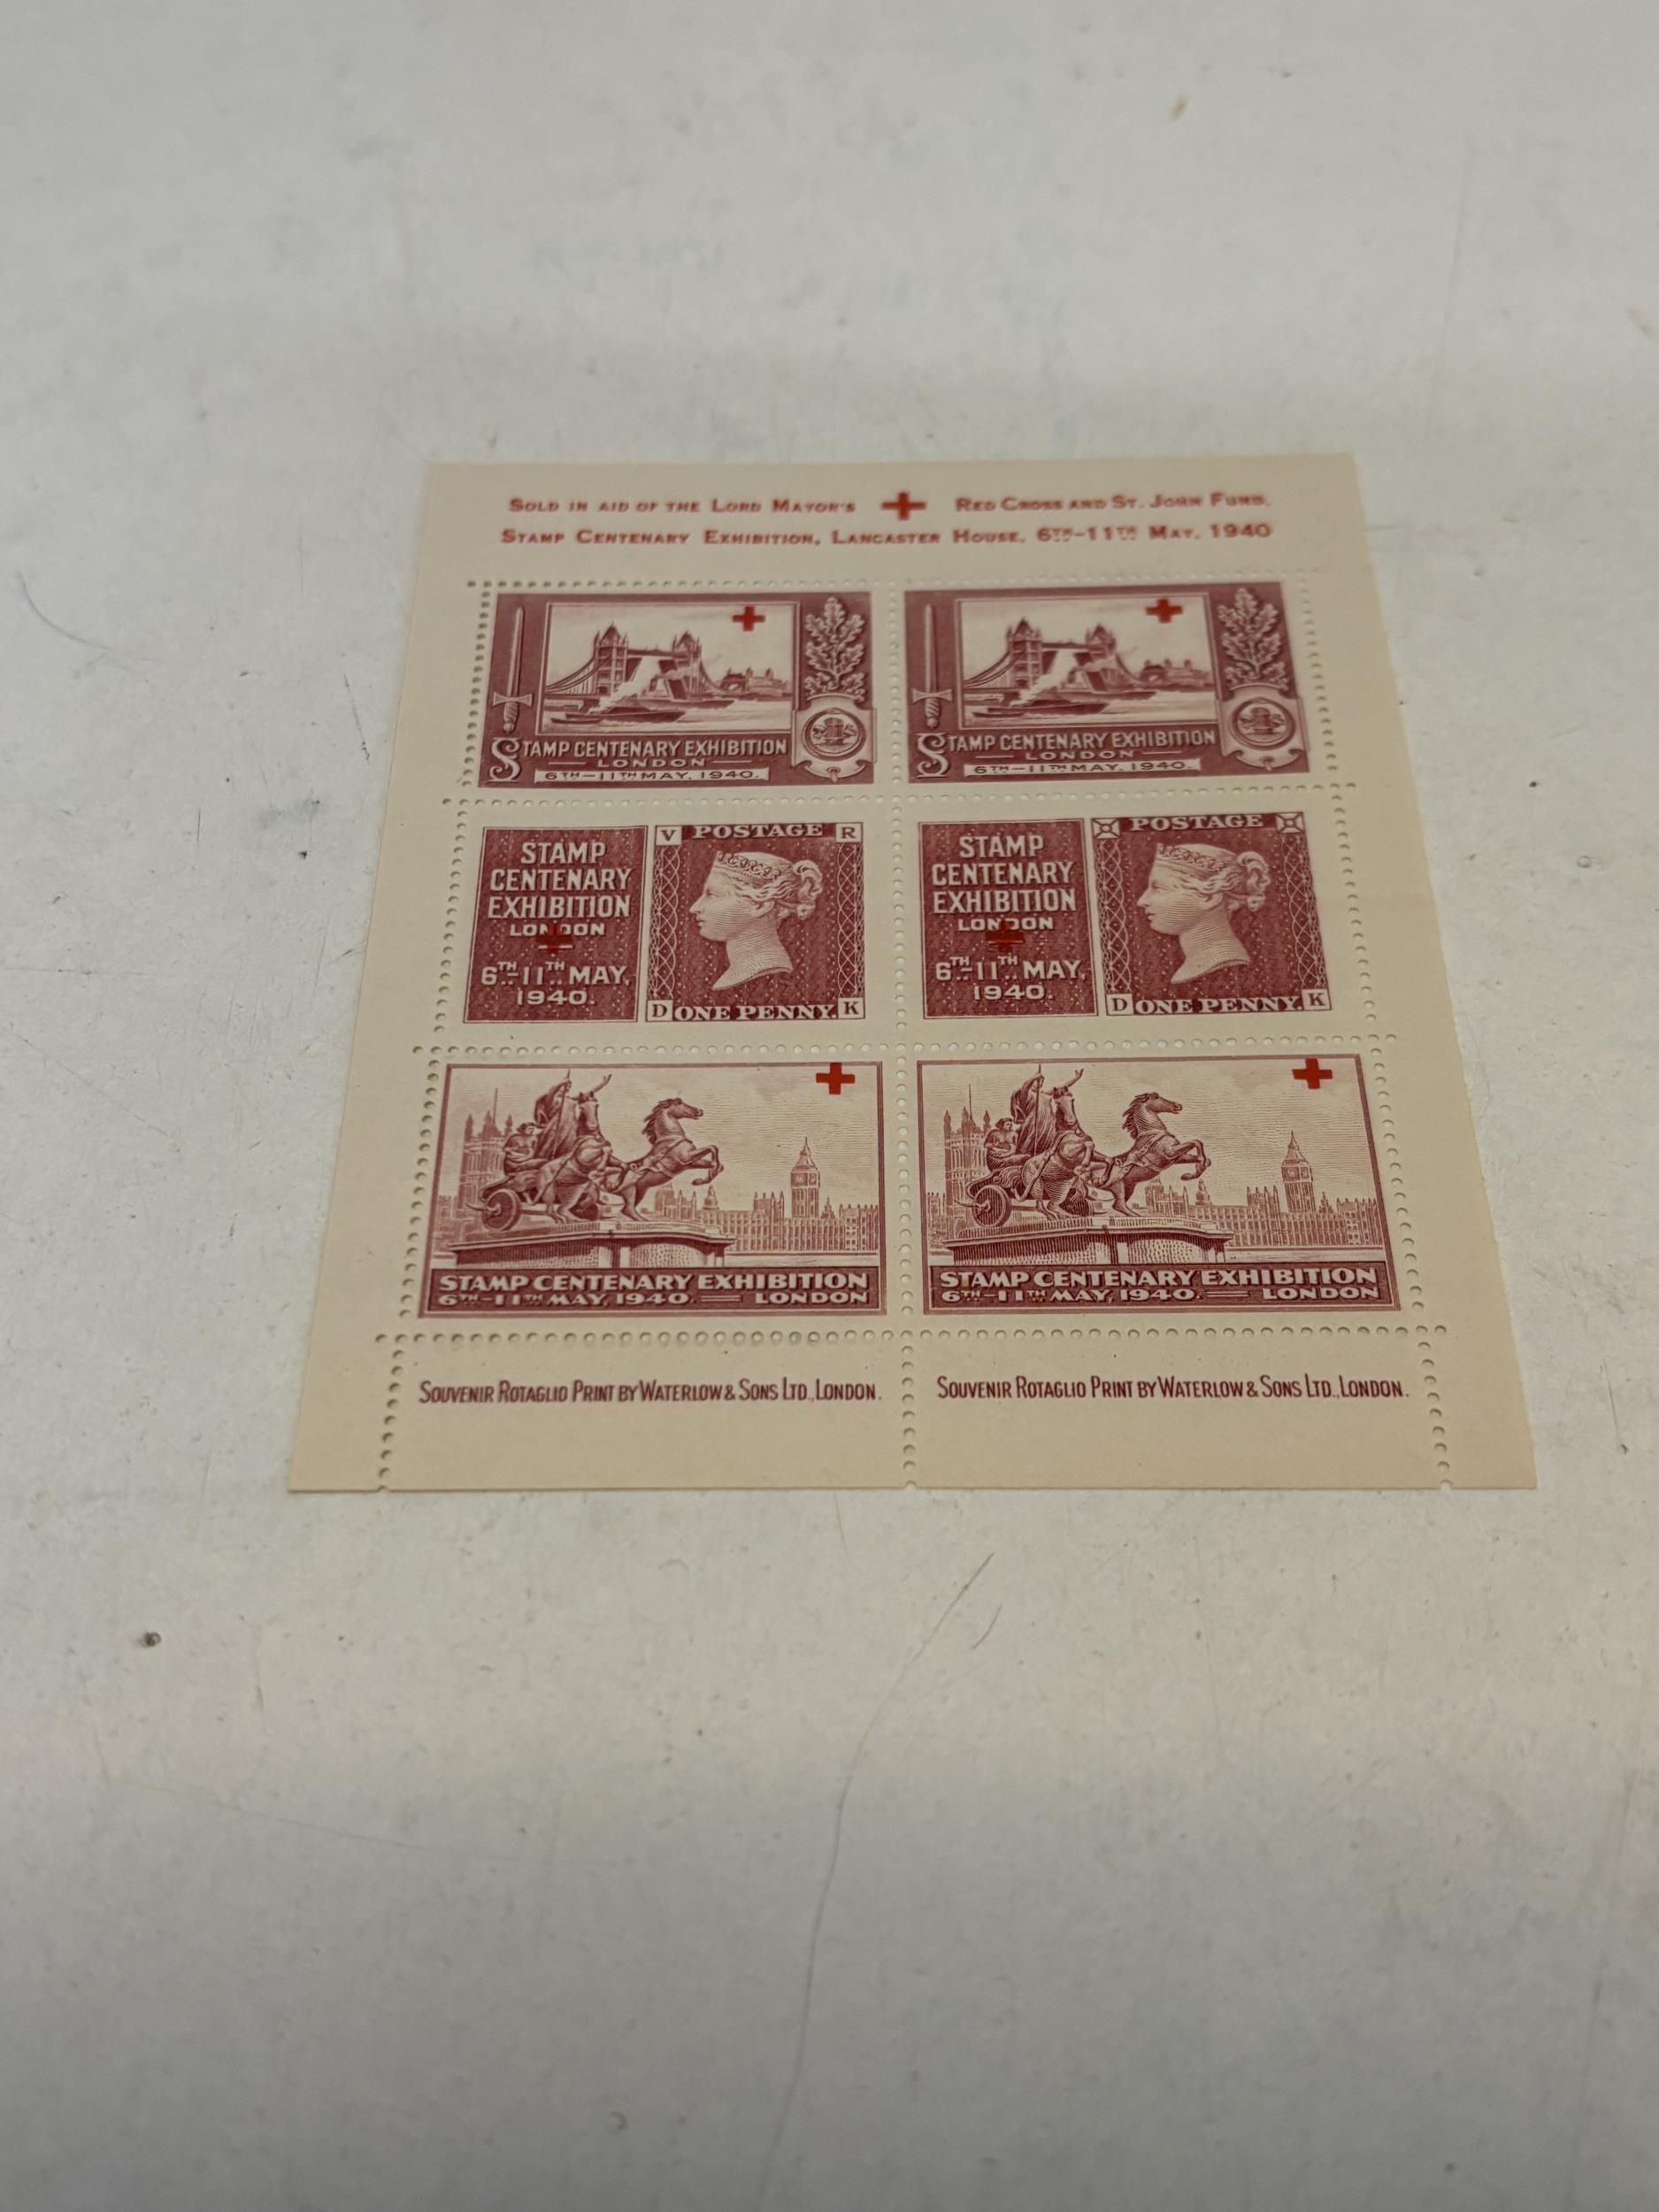 SOLD IN AID OF THE LORD MAYOR'S RED CROSS AND ST. JOHN FUND.
STAMP CENTENARY EXHIBITION, LANCASTER HOUSE, 6TH–11TH MAY, 1940
STAMP CENTENARY EXHIBITION
LONDON
6TH–11TH MAY, 1940.
STAMP CENTENARY EXHIBITION
LONDON
6TH–11TH MAY, 1940.
STAMP
CENTENARY
EXHIBITION
LONDON
6TH–11TH MAY,
1940.
V POSTAGE R
D ONE PENNY. K
STAMP
CENTENARY
EXHIBITION
LONDON
6TH–11TH MAY,
1940.
POSTAGE
D ONE PENNY. K
STAMP CENTENARY EXHIBITION
6TH–11TH MAY, 1940. LONDON
STAMP CENTENARY EXHIBITION
6TH–11TH MAY, 1940. LONDON
SOUVENIR ROTAGLIO PRINT BY WATERLOW & SONS LTD., LONDON.
SOUVENIR ROTAGLIO PRINT BY WATERLOW & SONS LTD., LONDON.